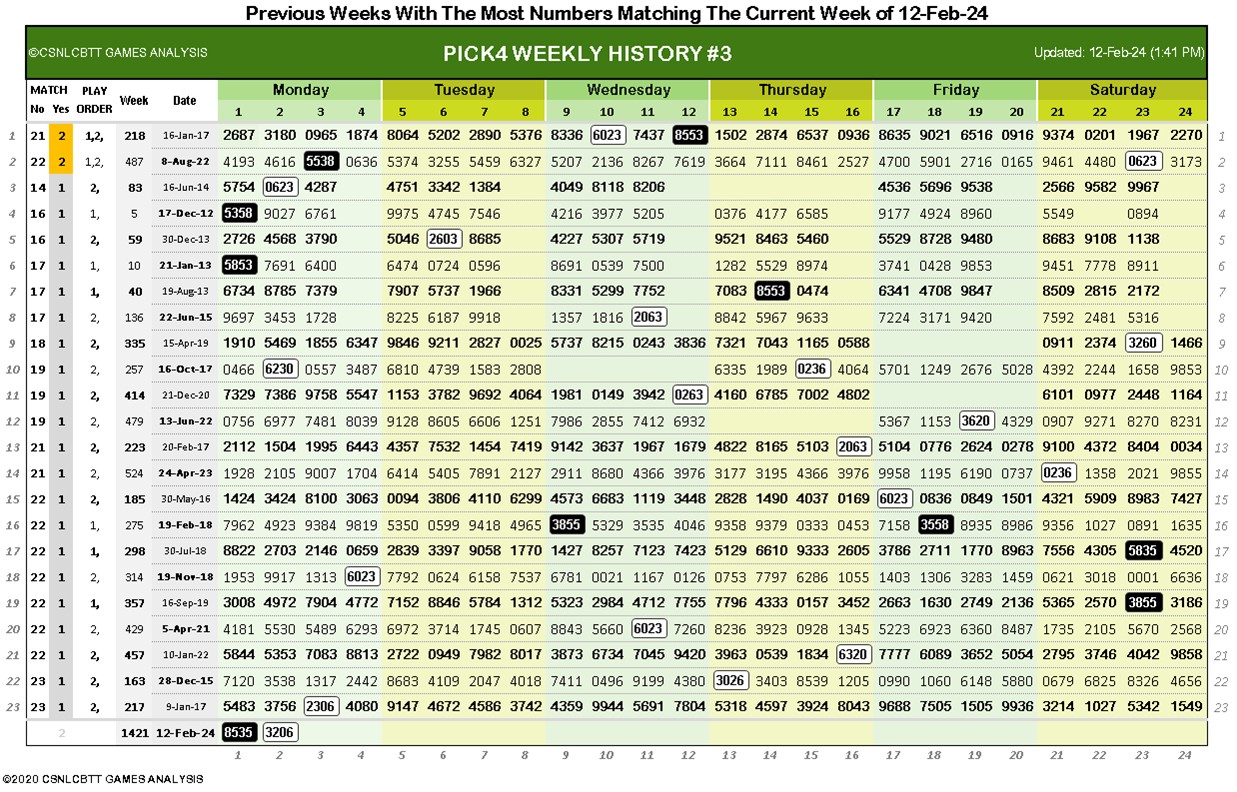 Previous Weeks With The Most Numbers Matching The Current Week of 12-Feb-24
©CSNLCBTT GAMES ANALYSIS PICK4 WEEKLY HISTORY #3 Updated: 12-Feb-24 (1:41 PM)
MATCH PLAY ORDER Week Date Monday Tuesday Wednesday Thursday Friday Saturday
No Yes 1 2 3 4 5 6 7 8 9 10 11 12 13 14 15 16 17 18 19 20 21 22 23 24
1 21 2 1,2, 218 16-Jan-17 2687 3180 0965 1874 8064 5202 2890 5376 8336 6023 7437 8553 1502 2874 6537 0936 8635 9021 6516 0916 9374 0201 1967 2270 1
2 22 2 1,2, 487 8-Aug-22 4193 4616 5538 0636 5374 3255 5459 6327 5207 2136 8267 7619 3664 7111 8461 2527 4700 5901 2716 0165 9461 4480 0623 3173 2
3 14 1 2, 83 16-Jun-14 5754 0623 4287 4751 3342 1384 4049 8118 8206 4536 5696 9538 2566 9582 9967 3
4 16 1 1, 5 17-Dec-12 5358 9027 6761 9975 4745 7546 4216 3977 5205 0376 4177 6585 9177 4924 8960 5549 0894 4
5 16 1 2, 59 30-Dec-13 2726 4568 3790 5046 2603 8685 4227 5307 5719 9521 8463 5460 5529 8728 9480 8683 9108 1138 5
6 17 1 1, 10 21-Jan-13 5853 7691 6400 6474 0724 0596 8691 0539 7500 1282 5529 8974 3741 0428 9853 9451 7778 8911 6
7 17 1 1, 40 19-Aug-13 6734 8785 7379 7907 5737 1966 8331 5299 7752 7083 8553 0474 6341 4708 9847 8509 2815 2172 7
8 17 1 2, 136 22-Jun-15 9697 3453 1728 8225 6187 9918 1357 1816 2063 8842 5967 9633 7224 3171 9420 7592 2481 5316 8
9 18 1 2, 335 15-Apr-19 1910 5469 1855 6347 9846 9211 2827 0025 5737 8215 0243 3836 7321 7043 1165 0588 0911 2374 3260 1466 9
10 19 1 2, 257 16-Oct-17 0466 6230 0557 3487 6810 4739 1583 2808 6335 1989 0236 4064 5701 1249 2676 5028 4392 2244 1658 9853 10
11 19 1 2, 414 21-Dec-20 7329 7386 9758 5547 1153 3782 9692 4064 1981 0149 3942 0263 4160 6785 7002 4802 6101 0977 2448 1164 11
12 19 1 2, 479 13-Jun-22 0756 6977 7481 8039 9128 8605 6606 1251 7986 2855 7412 6932 5367 1153 3620 4329 0907 9271 8270 8231 12
13 21 1 2, 223 20-Feb-17 2112 1504 1995 6443 4357 7532 1454 7419 9142 3637 1967 1679 4822 8165 5103 2063 5104 0776 2624 0278 9100 4372 8404 0034 13
14 21 1 2, 524 24-Apr-23 1928 2105 9007 1704 6414 5405 7891 2127 2911 8680 4366 3976 3177 3195 4366 3976 9958 1195 6190 0737 0236 1358 2021 9855 14
15 22 1 2, 185 30-May-16 1424 3424 8100 3063 0094 3806 4110 6299 4573 6683 1119 3448 2828 1490 4037 0169 6023 0836 0849 1501 4321 5909 8983 7427 15
16 22 1 1, 275 19-Feb-18 7962 4923 9384 9819 5350 0599 9418 4965 3855 5329 3535 4046 9358 9379 0333 0453 7158 3558 8935 8986 9356 1027 0891 1635 16
17 22 1 1, 298 30-Jul-18 8822 2703 2146 0659 2839 3397 9058 1770 1427 8257 7123 7423 5129 6610 9333 2605 3786 2711 1770 8963 7556 4305 5835 4520 17
18 22 1 2, 314 19-Nov-18 1953 9917 1313 6023 7792 0624 6158 7537 6781 0021 1167 0126 0753 7797 6286 1055 1403 1306 3283 1459 0621 3018 0001 6636 18
19 22 1 1, 357 16-Sep-19 3008 4972 7904 4772 7152 8846 5784 1312 5323 2984 4712 7755 7796 4333 0157 3452 2663 1630 2749 2136 5365 2570 3855 3186 19
20 22 1 2, 429 5-Apr-21 4181 5530 5489 6293 6972 3714 1745 0607 8843 5660 6023 7260 8236 3923 0928 1345 5223 6923 6360 8487 1735 2105 5670 2568 20
21 22 1 2, 457 10-Jan-22 5844 5353 7083 8813 2722 0949 7982 8017 3873 6734 7045 9420 3963 0539 1834 6320 7777 6089 3652 5054 2795 3746 4042 9858 21
22 23 1 2, 163 28-Dec-15 7120 3538 1317 2442 8683 4109 2047 4018 7411 0496 9199 4380 3026 3403 8539 1205 0990 1060 6148 5880 0679 6825 8326 4656 22
23 23 1 2, 217 9-Jan-17 5483 3756 2306 4080 9147 4672 4586 3742 4359 9944 5691 7804 5318 4597 3924 8043 9688 7505 1505 9936 3214 1027 5342 1549 23
2 1421 12-Feb-24 8535 3206
1 2 3 4 5 6 7 8 9 10 11 12 13 14 15 16 17 18 19 20 21 22 23 24
©2020 CSNLCBTT GAMES ANALYSIS